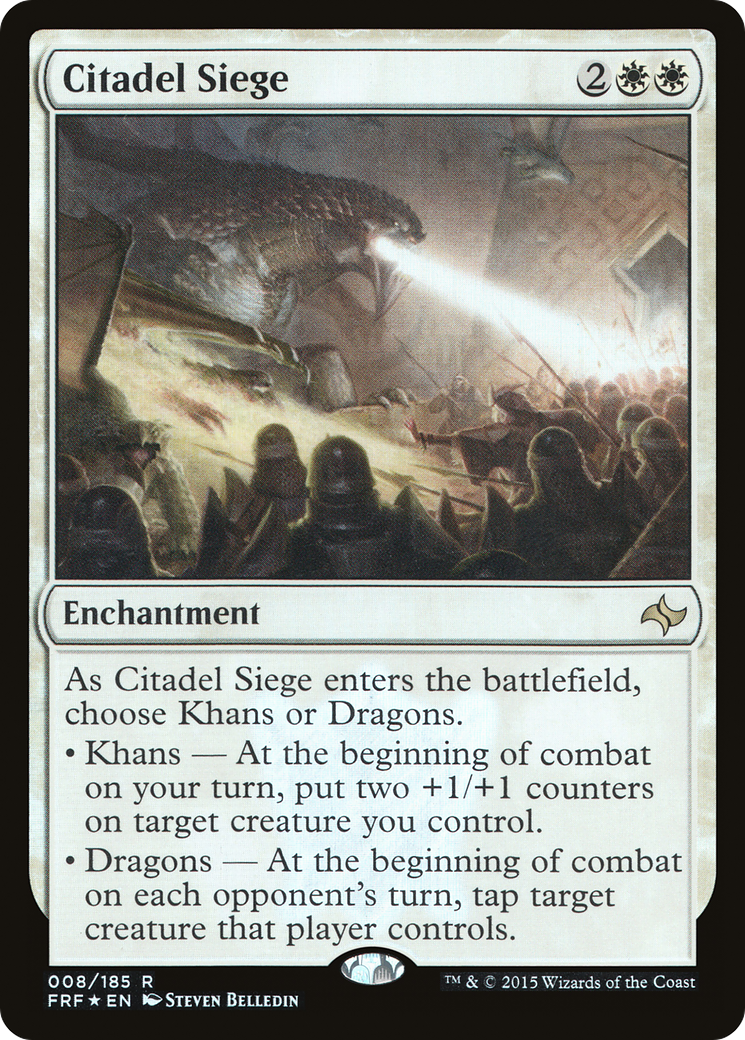 Citadel Siege 2
Enchantment
As Citadel Siege enters the battlefield,
choose Khans or Dragons.
• Khans — At the beginning of combat
on your turn, put two +1/+1 counters
on target creature you control.
• Dragons — At the beginning of combat
on each opponent's turn, tap target
creature that player controls.
008/185 R
FRF ★ EN Steven Belledin
™ & © 2015 Wizards of the Coast